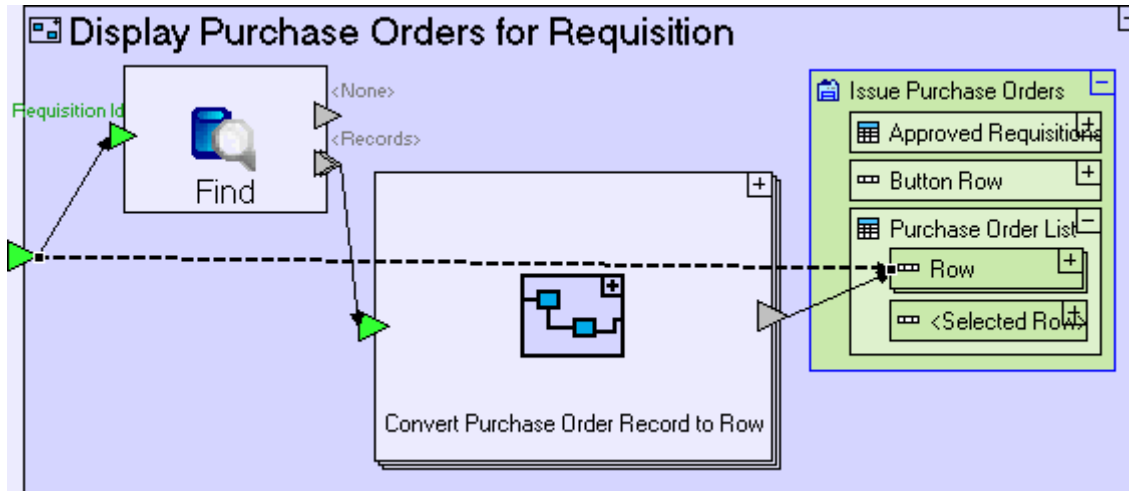 Display Purchase Orders for Requisition
Requisition Id
<None>
<Records>
Find
Convert Purchase Order Record to Row
Issue Purchase Orders
Approved Requisitions
Button Row
Purchase Order List
Row
<Selected Row>